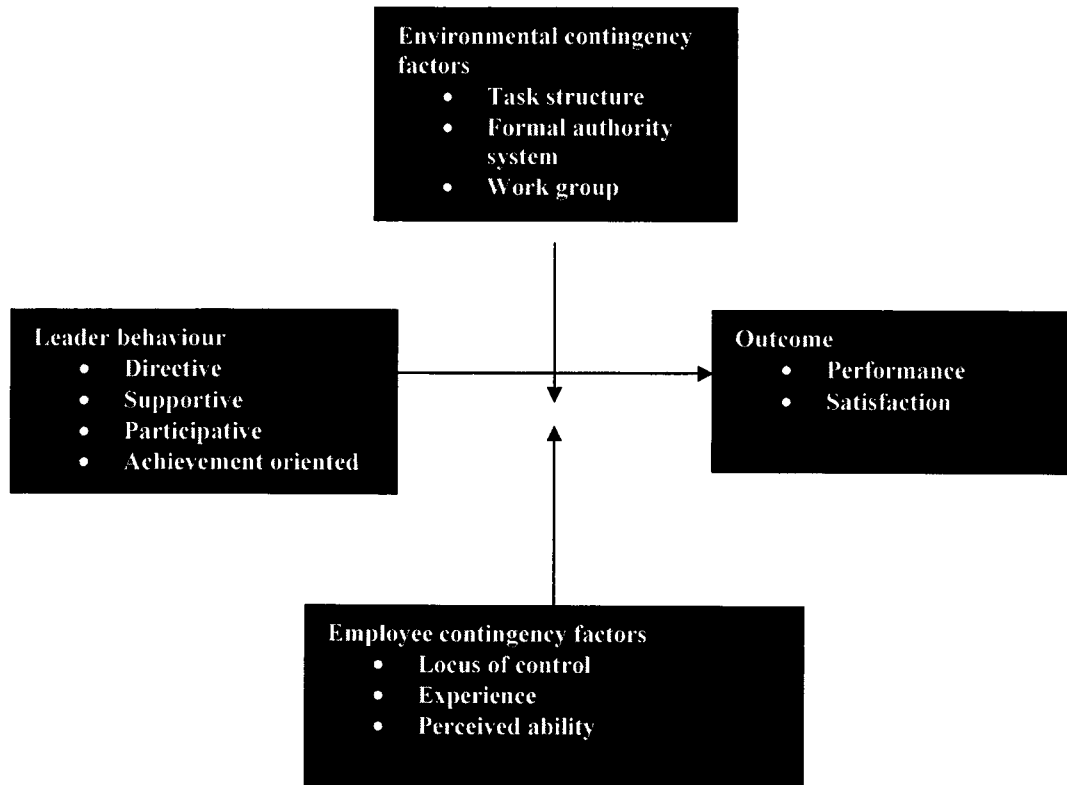 Environmental contingency
factors
• Task structure
• Formal authority
system
• Work group
Leader behaviour
• Directive
• Supportive
• Participative
• Achievement oriented
Outcome
• Performance
• Satisfaction
Employee contingency factors
• Locus of control
• Experience
• Perceived ability